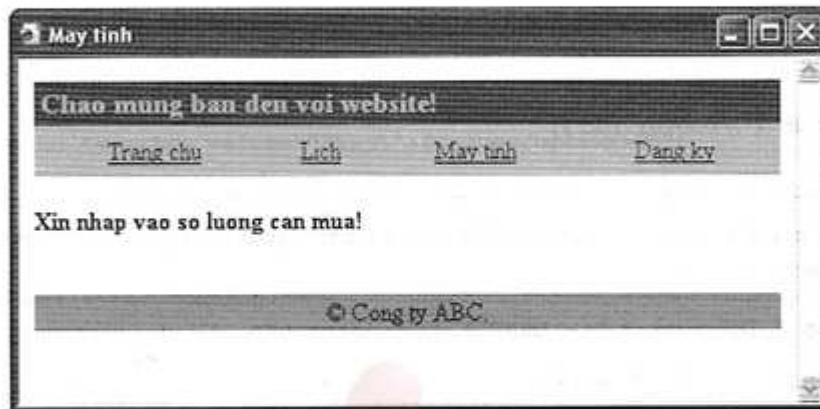 May tinh
Chao mung ban den voi website!
Trang chu Lich May tinh Dang ky
Xin nhap vao so luong can mua!
© Cong ty ABC.